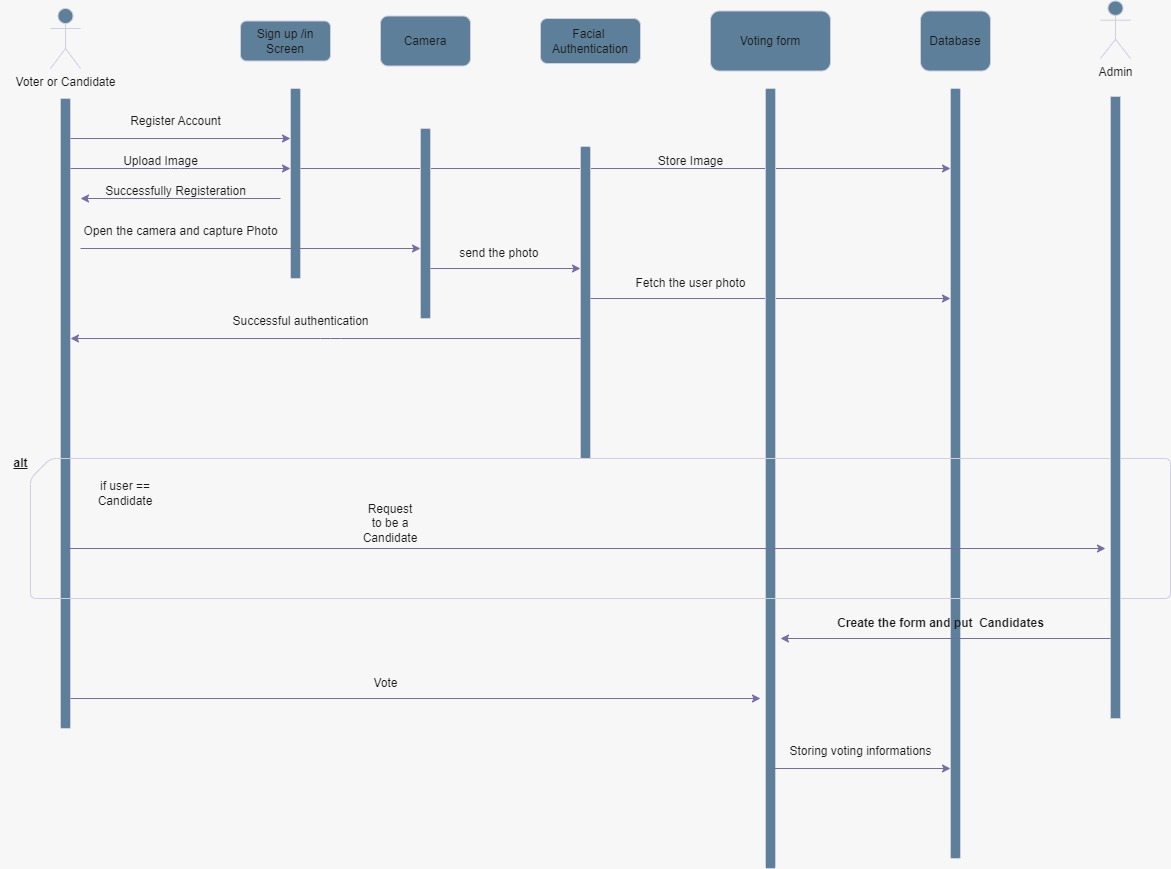 Voter or Candidate
Sign up /in
Screen
Camera
Facial
Authentication
Voting form
Database
Admin
Register Account
Upload Image
Store Image
Successfully Registeration
Open the camera and capture Photo
send the photo
Fetch the user photo
Successful authentication
alt
if user ==
Candidate
Request
to be a
Candidate
Create the form and put Candidates
Vote
Storing voting informations